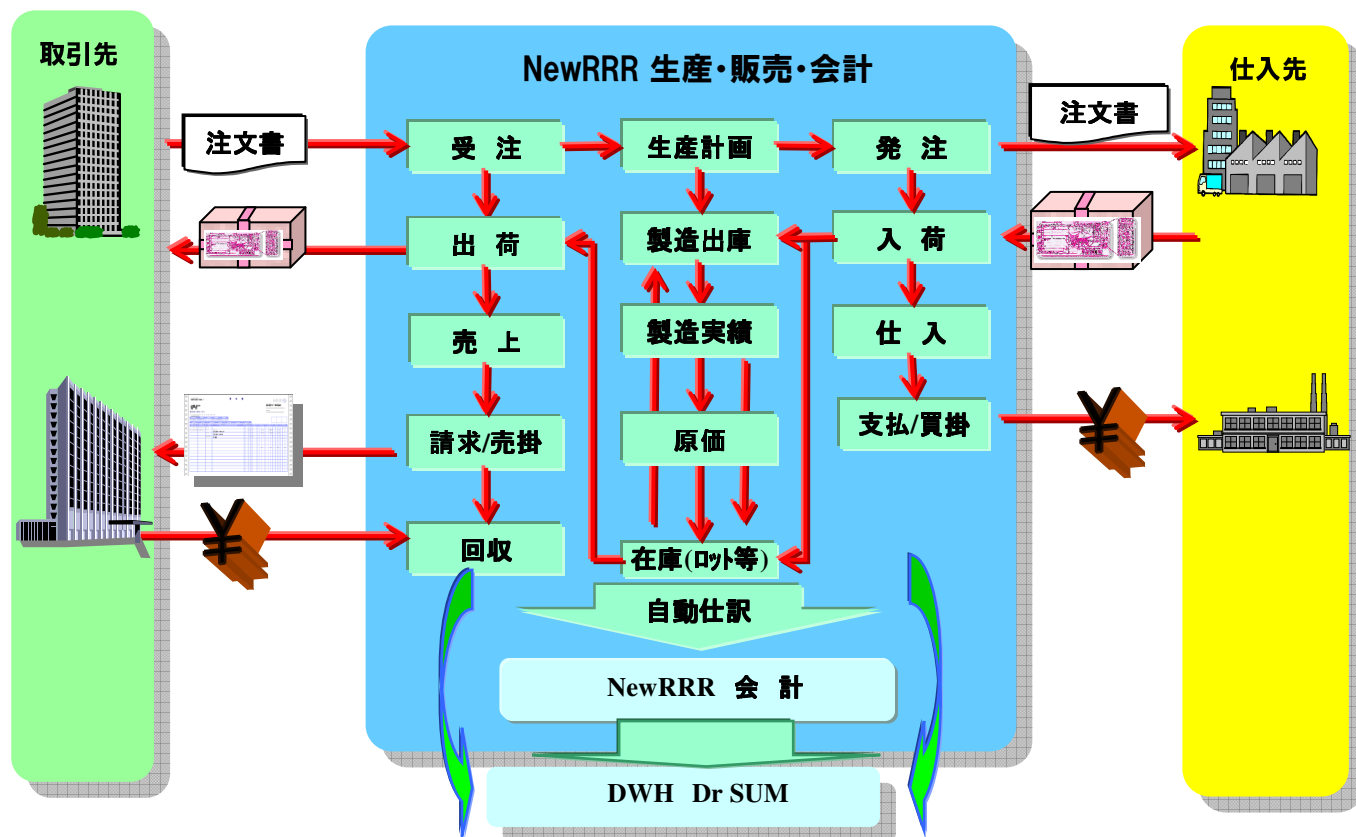 取引先
NewRRR 生産・販売・会計
仕入先
注文書
受 注
生産計画
発 注
注文書
出 荷
製造出庫
入 荷
売 上
製造実績
仕 入
請求/売掛
原価
支払/買掛
¥
¥
回収
在庫(ロット等)
自動仕訳
NewRRR 会 計
DWH Dr SUM